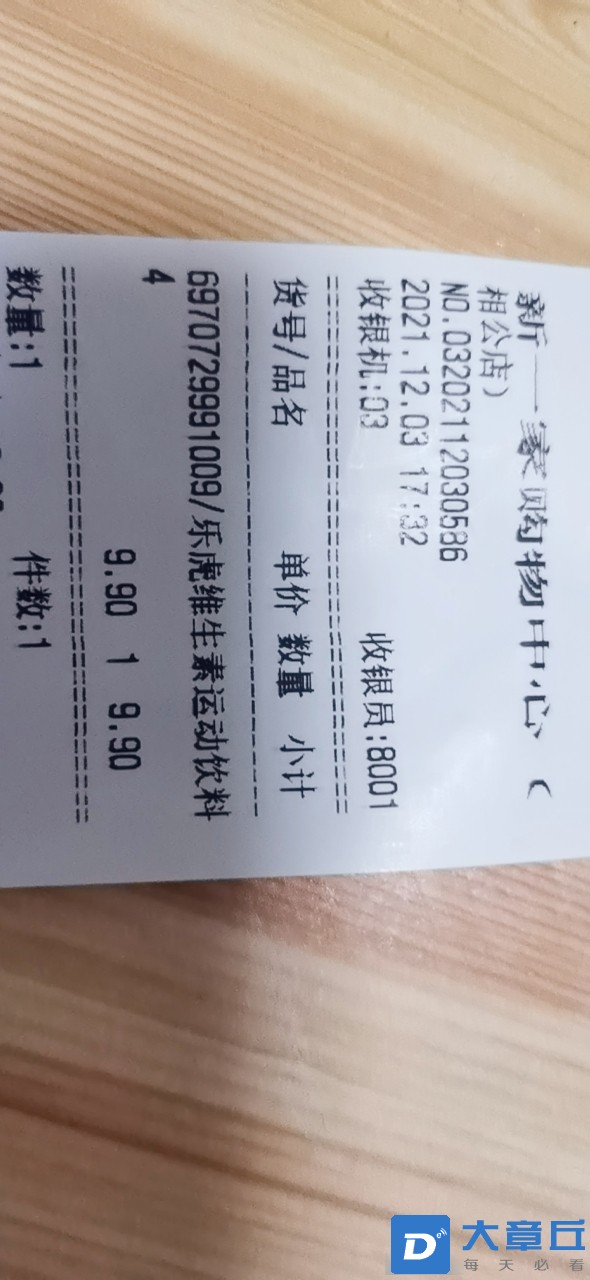 新一家购物中心（
相公店）
NO.03202112030586
2021.12.03 17:32
收银机:03 收银员:8001
货号/品名 单价 数量 小计
6970729991009/乐虎维生素运动饮料
4
9.90 1 9.90
数量:1 件数:1
大章丘
每天必看